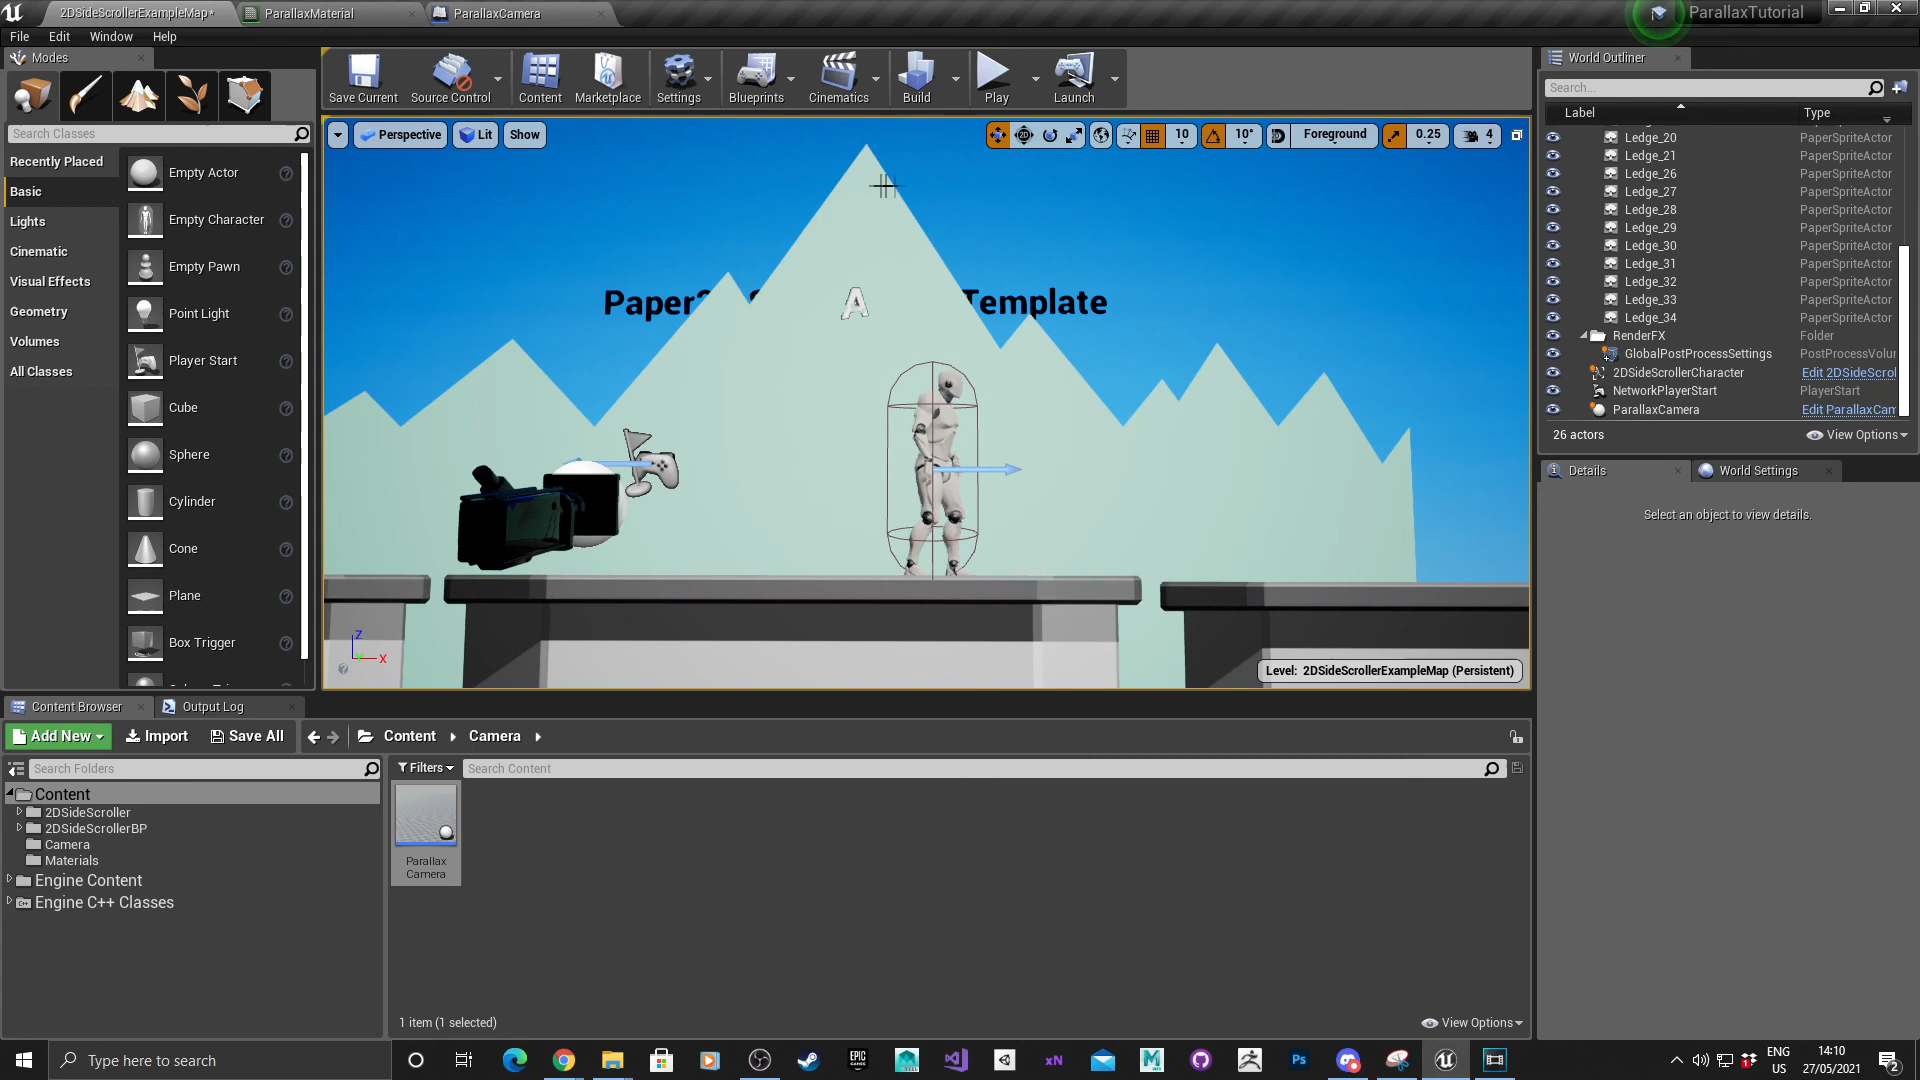 2DSideScrollerExampleMap*
ParallaxMaterial
ParallaxCamera
ParallaxTutorial
File Edit Window Help
Modes
Search Classes
Recently Placed
Basic
Lights
Cinematic
Visual Effects
Geometry
Volumes
All Classes
Empty Actor
Empty Character
Empty Pawn
Point Light
Player Start
Cube
Sphere
Cylinder
Cone
Plane
Box Trigger
Save Current
Source Control
Content
Marketplace
Settings
Blueprints
Cinematics
Build
Play
Launch
Perspective
Lit
Show
10
10°
Foreground
0.25
4
A
Template
Z
X
Level: 2DSideScrollerExampleMap (Persistent)
World Outliner
Search...
Label Type
Ledge_20 PaperSpriteActor
Ledge_21 PaperSpriteActor
Ledge_26 PaperSpriteActor
Ledge_27 PaperSpriteActor
Ledge_28 PaperSpriteActor
Ledge_29 PaperSpriteActor
Ledge_30 PaperSpriteActor
Ledge_31 PaperSpriteActor
Ledge_32 PaperSpriteActor
Ledge_33 PaperSpriteActor
Ledge_34 PaperSpriteActor
RenderFX Folder
GlobalPostProcessSettings PostProcessVolu
2DSideScrollerCharacter Edit 2DSideScrol
NetworkPlayerStart PlayerStart
ParallaxCamera Edit ParallaxCam
26 actors
View Options
Details
World Settings
Select an object to view details.
Content Browser
Output Log
Add New
Import
Save All
Content
Camera
Search Folders
Filters
Search Content
Content
2DSideScroller
2DSideScrollerBP
Camera
Materials
Engine Content
Engine C++ Classes
Parallax
Camera
1 item (1 selected)
View Options
Type here to search
EPIC
GAMES
xN
M
Ps
ENG
US
14:10
27/05/2021
2